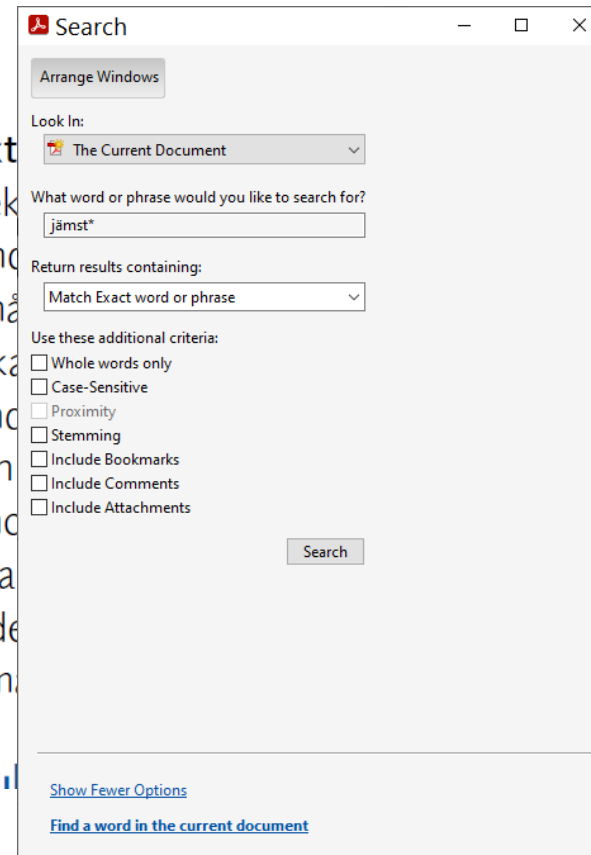 Search
Arrange Windows
Look In:
The Current Document
What word or phrase would you like to search for?
jämst*
Return results containing:
Match Exact word or phrase
Use these additional criteria:
Whole words only
Case-Sensitive
Proximity
Stemming
Include Bookmarks
Include Comments
Include Attachments
Search
Show Fewer Options
Find a word in the current document